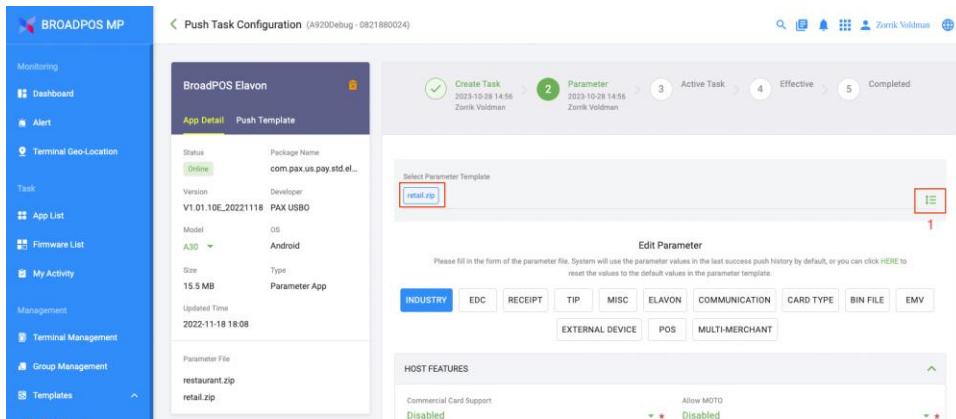 BROADPOS MP
Push Task Configuration (A920Debug - 0821880024)
Zorrik Voldman
Monitoring
Dashboard
Alert
Terminal Geo-Location
Task
App List
Firmware List
My Activity
Management
Terminal Management
Group Management
Templates
BroadPOS Elavon
App Detail Push Template
Status Package Name
Online com.pax.us.pay.std.el...
Version Developer
V1.01.10E_20221118 PAX USBO
Model OS
A30 Android
Size Type
15.5 MB Parameter App
Updated Time
2022-11-18 18:08
Parameter File
restaurant.zip
retail.zip
Create Task
2023-10-28 14:56
Zorrik Voldman
2 Parameter
2023-10-28 14:56
Zorrik Voldman
3 Active Task
4 Effective
5 Completed
Select Parameter Template
retail.zip
1
Edit Parameter
Please fill in the form of the parameter file. System will use the parameter values in the last success push history by default, or you can click HERE to
reset the values to the default values in the parameter template.
INDUSTRY EDC RECEIPT TIP MISC ELAVON COMMUNICATION CARD TYPE BIN FILE EMV
EXTERNAL DEVICE POS MULTI-MERCHANT
HOST FEATURES
Commercial Card Support Allow MOTO
Disabled * Disabled *